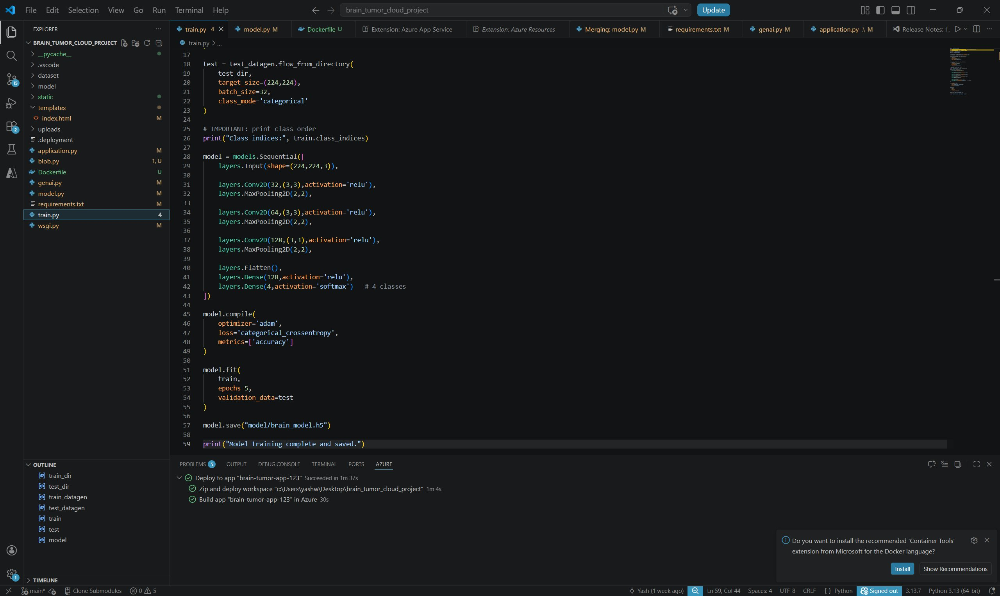 File Edit Selection View Go Run Terminal Help
brain_tumor_cloud_project
Update
EXPLORER
BRAIN_TUMOR_CLOUD_PROJECT
__pycache__
.vscode
dataset
model
static
templates
index.html M
uploads
.deployment
application.py M
blob.py 1, U
Dockerfile U
genai.py M
model.py M
requirements.txt M
train.py 4
wsgi.py M
15
2
1
OUTLINE
train_dir
test_dir
train_datagen
test_datagen
train
test
model
TIMELINE
train.py 4 model.py M Dockerfile U Extension: Azure App Service Extension: Azure Resources Merging: model.py M requirements.txt M genai.py M application.py .\ M Release Notes: 1.
train.py > ...
17
18 test = test_datagen.flow_from_directory(
19 test_dir,
20 target_size=(224,224),
21 batch_size=32,
22 class_mode='categorical'
23 )
24
25 # IMPORTANT: print class order
26 print("Class indices:", train.class_indices)
27
28 model = models.Sequential([
29 layers.Input(shape=(224,224,3)),
30
31 layers.Conv2D(32,(3,3),activation='relu'),
32 layers.MaxPooling2D(2,2),
33
34 layers.Conv2D(64,(3,3),activation='relu'),
35 layers.MaxPooling2D(2,2),
36
37 layers.Conv2D(128,(3,3),activation='relu'),
38 layers.MaxPooling2D(2,2),
39
40 layers.Flatten(),
41 layers.Dense(128,activation='relu'),
42 layers.Dense(4,activation='softmax') # 4 classes
43 ])
44
45 model.compile(
46 optimizer='adam',
47 loss='categorical_crossentropy',
48 metrics=['accuracy']
49 )
50
51 model.fit(
52 train,
53 epochs=5,
54 validation_data=test
55 )
56
57 model.save("model/brain_model.h5")
58
59 print("Model training complete and saved.")
PROBLEMS 5 OUTPUT DEBUG CONSOLE TERMINAL PORTS AZURE
Deploy to app "brain-tumor-app-123" Succeeded in 1m 37s
Zip and deploy workspace "c:\Users\yashw\Desktop\brain_tumor_cloud_project" 1m 4s
Build app "brain-tumor-app-123" in Azure 30s
Do you want to install the recommended 'Container Tools'
extension from Microsoft for the Docker language?
Install Show Recommendations
main* Clone Submodules 0 5 Yash (1 week ago) Ln 59, Col 44 Spaces: 4 UTF-8 CRLF { } Python Signed out 3.13.7 Python 3.13 (64-bit)